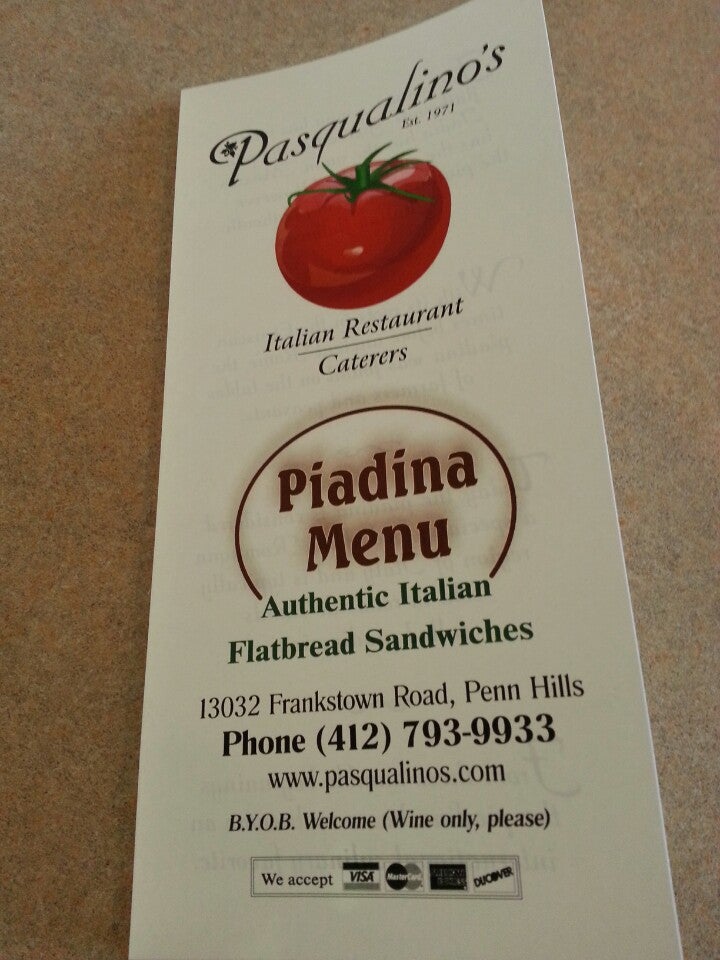 Pasqualino's
Est. 1971
Italian Restaurant
Caterers
Piadina
Menu
Authentic Italian
Flatbread Sandwiches
13032 Frankstown Road, Penn Hills
Phone (412) 793-9933
www.pasqualinos.com
B.Y.O.B. Welcome (Wine only, please)
We accept VISA MasterCard DISCOVER